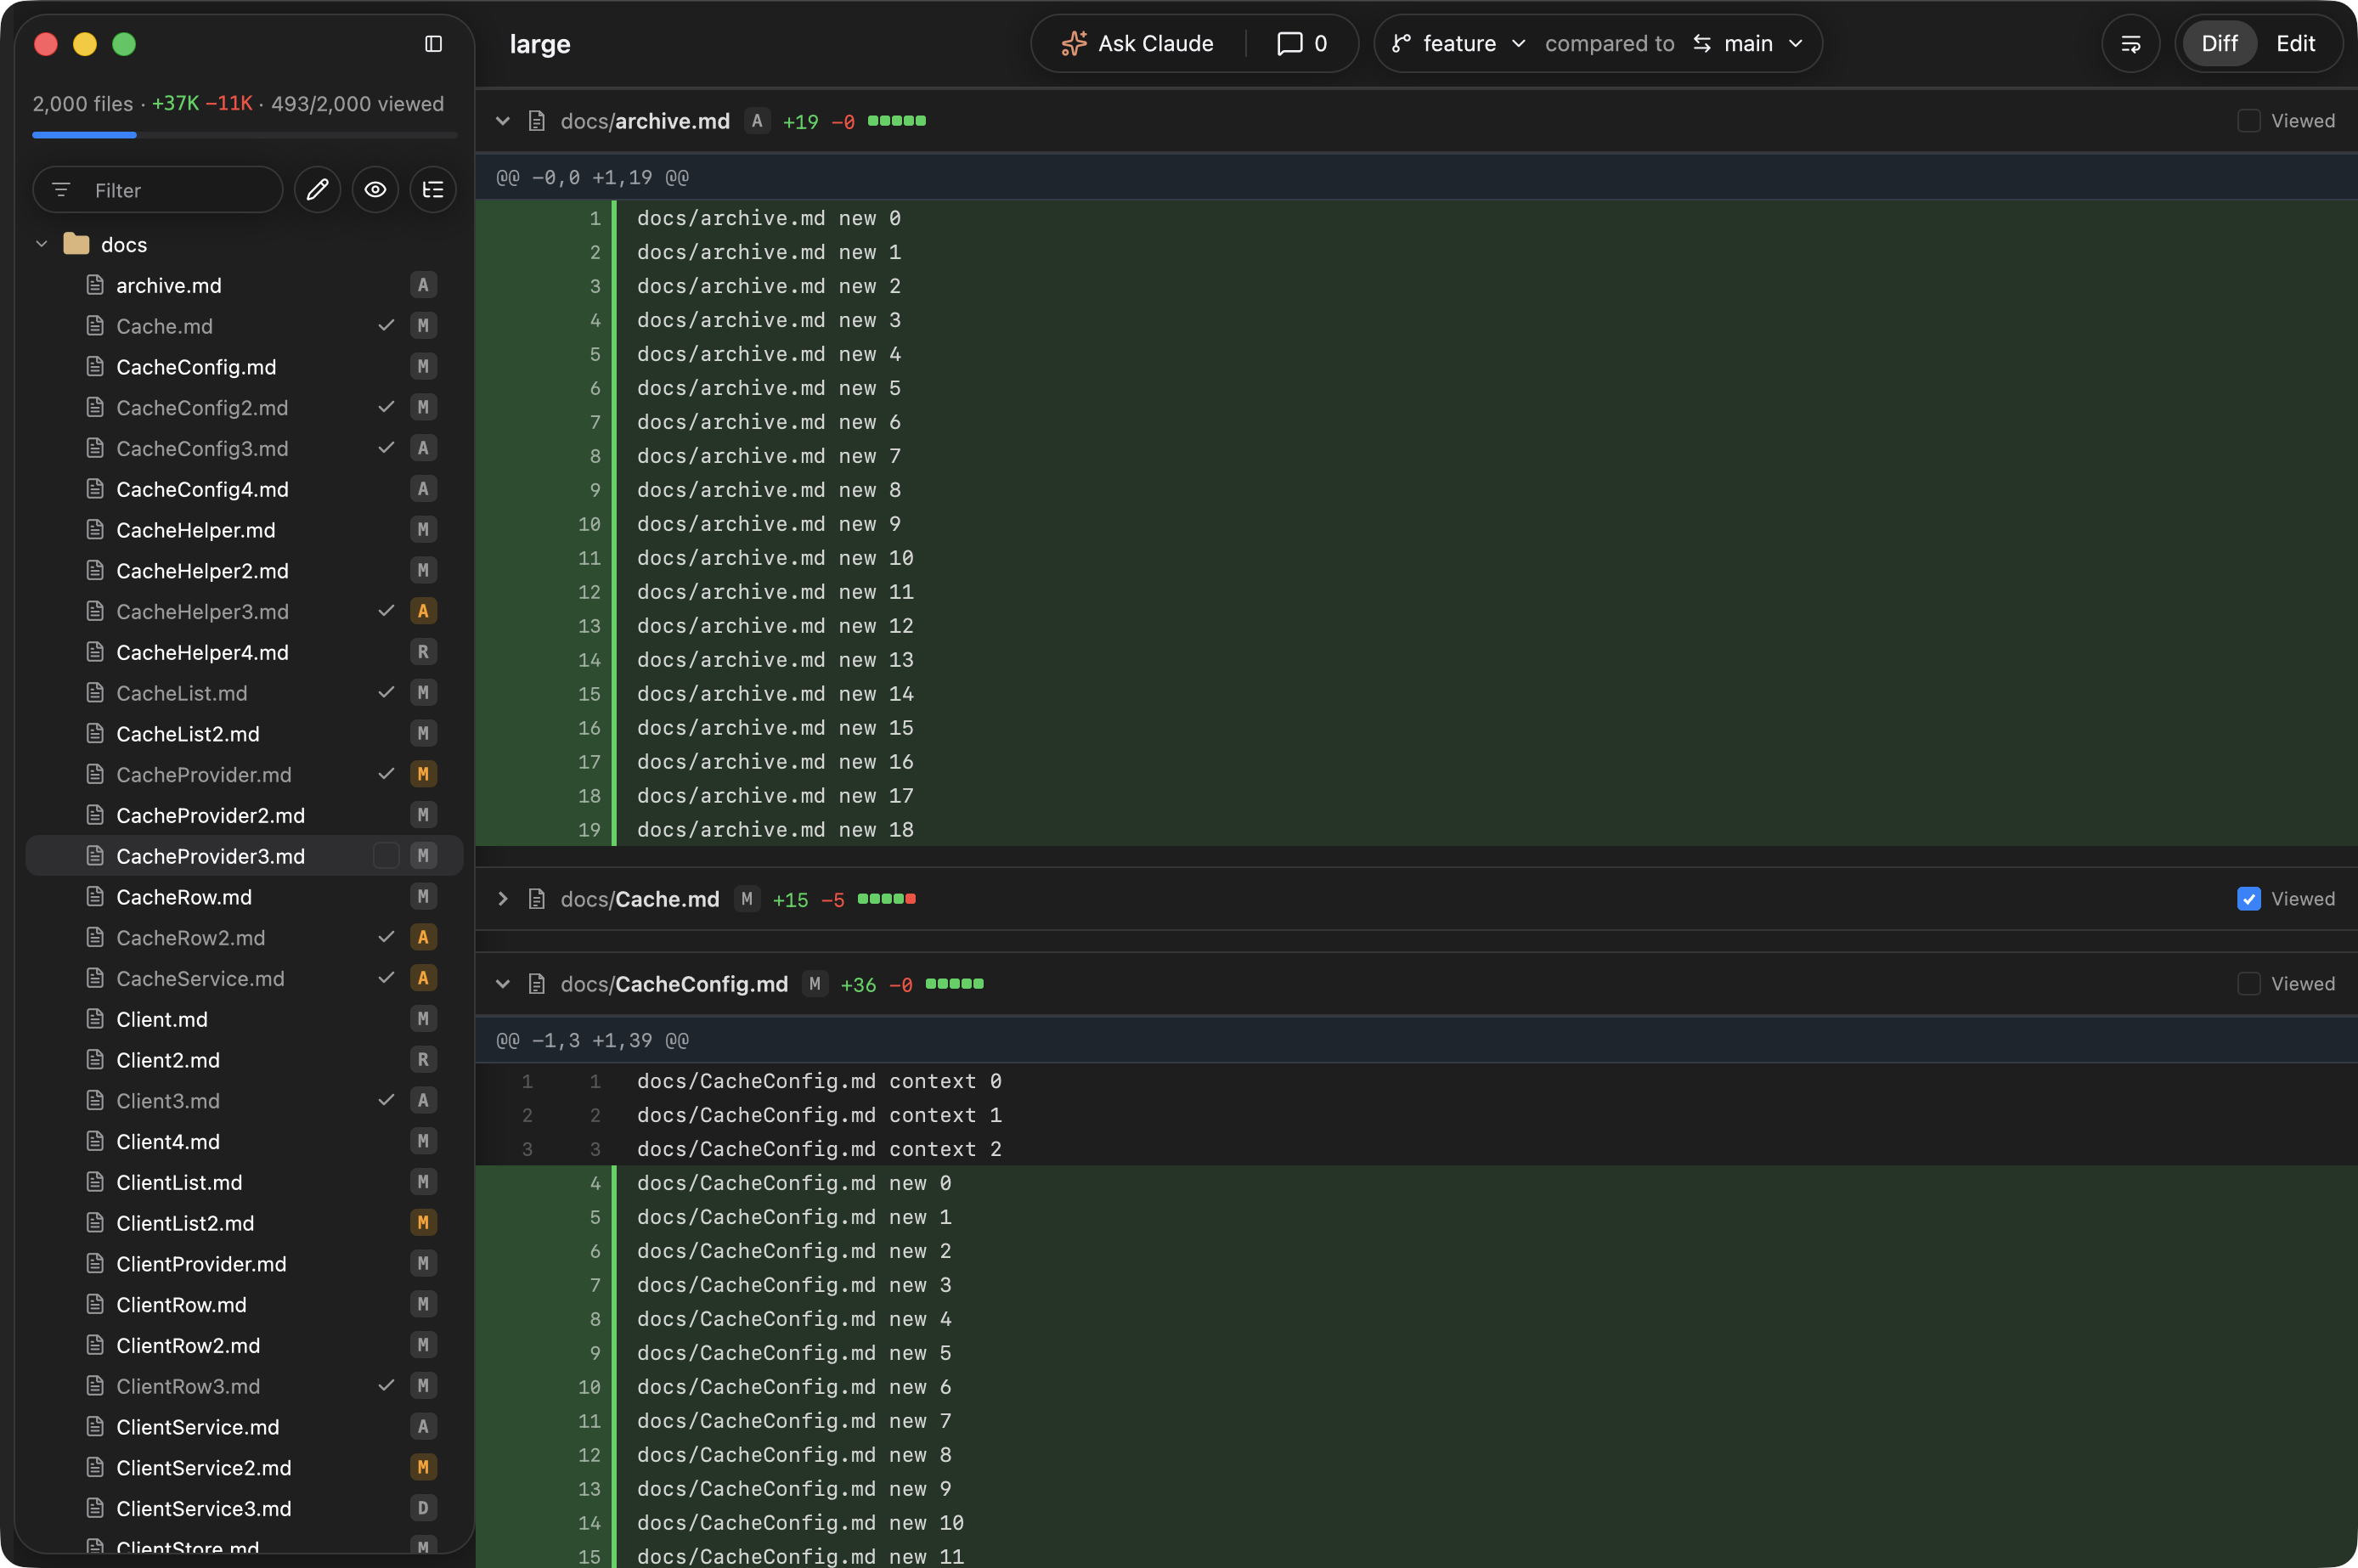 large
Ask Claude
0
feature
compared to
main
Diff
Edit
2,000 files · +37K −11K · 493/2,000 viewed
Filter
docs
archive.md A
Cache.md M
CacheConfig.md M
CacheConfig2.md M
CacheConfig3.md A
CacheConfig4.md A
CacheHelper.md M
CacheHelper2.md M
CacheHelper3.md A
CacheHelper4.md R
CacheList.md M
CacheList2.md M
CacheProvider.md M
CacheProvider2.md M
CacheProvider3.md M
CacheRow.md M
CacheRow2.md A
CacheService.md A
Client.md M
Client2.md R
Client3.md A
Client4.md M
ClientList.md M
ClientList2.md M
ClientProvider.md M
ClientRow.md M
ClientRow2.md M
ClientRow3.md M
ClientService.md A
ClientService2.md M
ClientService3.md D
ClientStore.md M
docs/archive.md A +19 −0 Viewed
@@ −0,0 +1,19 @@
1 docs/archive.md new 0
2 docs/archive.md new 1
3 docs/archive.md new 2
4 docs/archive.md new 3
5 docs/archive.md new 4
6 docs/archive.md new 5
7 docs/archive.md new 6
8 docs/archive.md new 7
9 docs/archive.md new 8
10 docs/archive.md new 9
11 docs/archive.md new 10
12 docs/archive.md new 11
13 docs/archive.md new 12
14 docs/archive.md new 13
15 docs/archive.md new 14
16 docs/archive.md new 15
17 docs/archive.md new 16
18 docs/archive.md new 17
19 docs/archive.md new 18
docs/Cache.md M +15 −5 Viewed
docs/CacheConfig.md M +36 −0 Viewed
@@ −1,3 +1,39 @@
1 1 docs/CacheConfig.md context 0
2 2 docs/CacheConfig.md context 1
3 3 docs/CacheConfig.md context 2
4 docs/CacheConfig.md new 0
5 docs/CacheConfig.md new 1
6 docs/CacheConfig.md new 2
7 docs/CacheConfig.md new 3
8 docs/CacheConfig.md new 4
9 docs/CacheConfig.md new 5
10 docs/CacheConfig.md new 6
11 docs/CacheConfig.md new 7
12 docs/CacheConfig.md new 8
13 docs/CacheConfig.md new 9
14 docs/CacheConfig.md new 10
15 docs/CacheConfig.md new 11